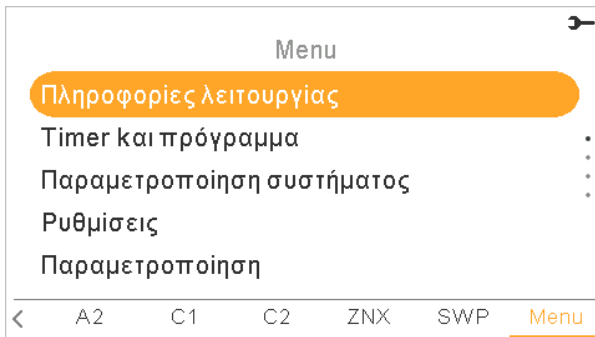 Menu
Πληροφορίες λειτουργίας
Timer και πρόγραμμα
Παραμετροποίηση συστήματος
Ρυθμίσεις
Παραμετροποίηση
< A2 C1 C2 ZNX SWP Menu